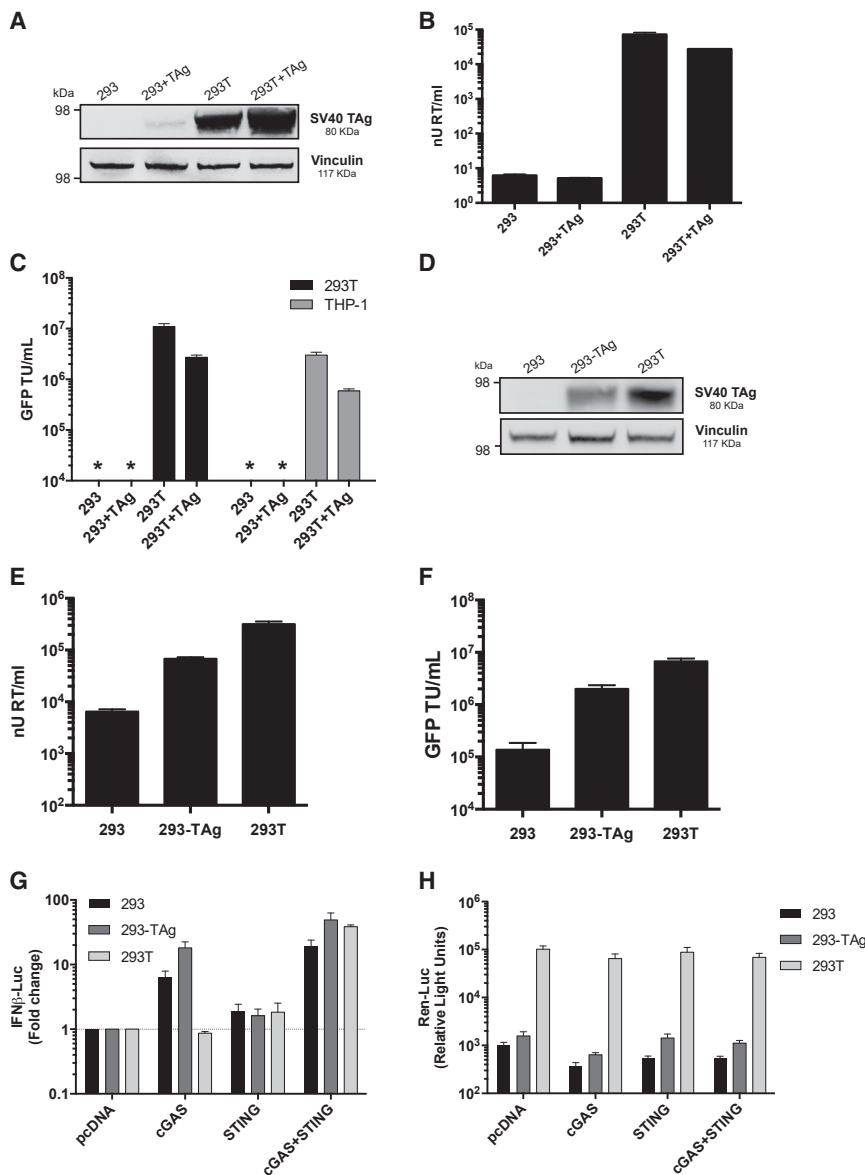 A
kDa
293
293+TAg
293T
293T+TAg
98
SV40 TAg
80 KDa
Vinculin
98
117 KDa
B
nU RT/ml
10^5
10^4
10^3
10^2
10^1
10^0
293
293+TAg
293T
293T+TAg
C
GFP TU/mL
10^8
10^7
10^6
10^5
10^4
293T
THP-1
* * * *
293
293+TAg
293T
293T+TAg
293
293+TAg
293T
293T+TAg
D
kDa
293
293-TAg
293T
98
SV40 TAg
80 KDa
Vinculin
98
117 KDa
E
nU RT/ml
10^6
10^5
10^4
10^3
10^2
293 293-TAg 293T
F
GFP TU/mL
10^8
10^7
10^6
10^5
10^4
293 293-TAg 293T
G
IFNβ-Luc
(Fold change)
100
10
1
0.1
293
293-TAg
293T
pcDNA
cGAS
STING
cGAS+STING
H
Ren-Luc
(Relative Light Units)
10^6
10^5
10^4
10^3
10^2
293
293-TAg
293T
pcDNA
cGAS
STING
cGAS+STING